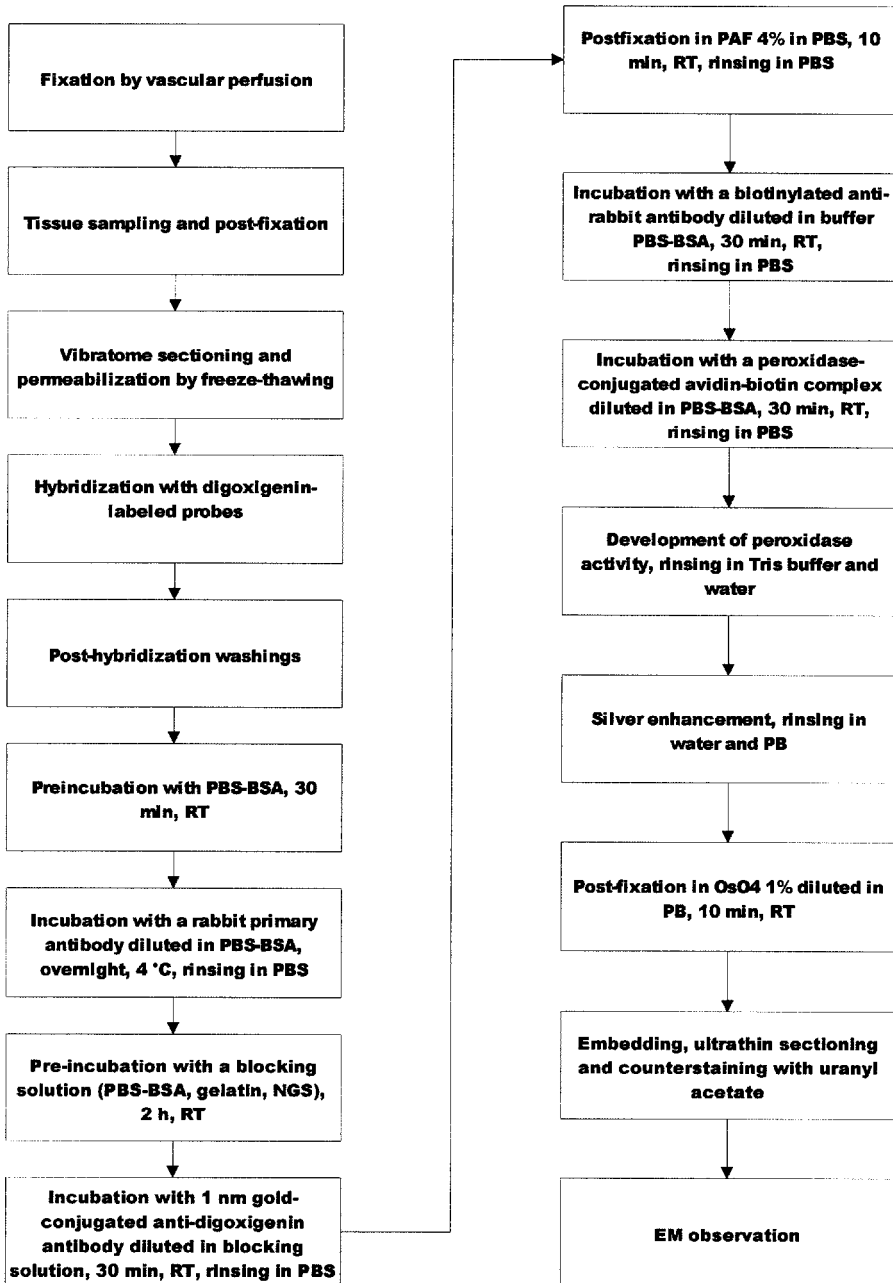 Fixation by vascular perfusion
Tissue sampling and post-fixation
Vibratome sectioning and
permeabilization by freeze-thawing
Hybridization with digoxigenin-
labeled probes
Post-hybridization washings
Preincubation with PBS-BSA, 30
min, RT
Incubation with a rabbit primary
antibody diluted in PBS-BSA,
overnight, 4 °C, rinsing in PBS
Pre-incubation with a blocking
solution (PBS-BSA, gelatin, NGS),
2 h, RT
Incubation with 1 nm gold-
conjugated anti-digoxigenin
antibody diluted in blocking
solution, 30 min, RT, rinsing in PBS
Postfixation in PAF 4% in PBS, 10
min, RT, rinsing in PBS
Incubation with a biotinylated anti-
rabbit antibody diluted in buffer
PBS-BSA, 30 min, RT,
rinsing in PBS
Incubation with a peroxidase-
conjugated avidin-biotin complex
diluted in PBS-BSA, 30 min, RT,
rinsing in PBS
Development of peroxidase
activity, rinsing in Tris buffer and
water
Silver enhancement, rinsing in
water and PB
Post-fixation in OsO4 1% diluted in
PB, 10 min, RT
Embedding, ultrathin sectioning
and counterstaining with uranyl
acetate
EM observation